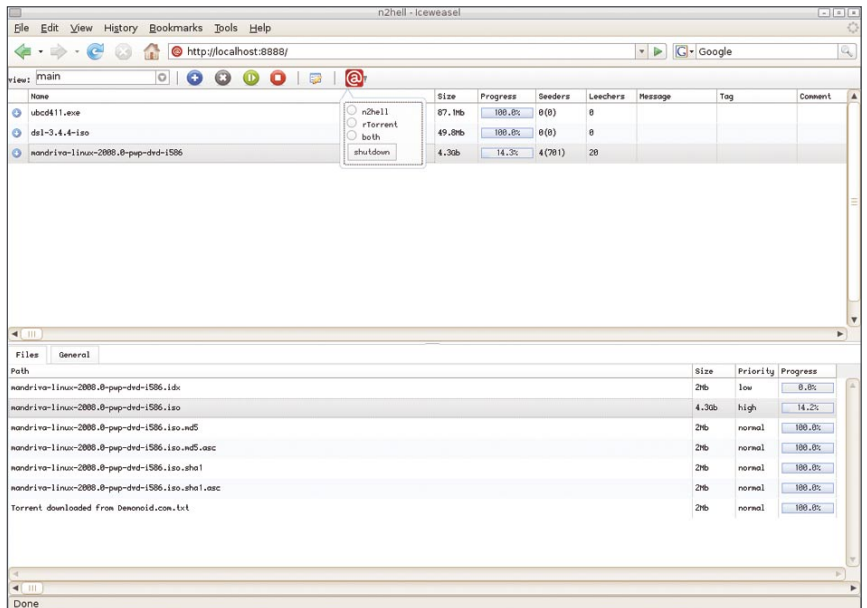 n2hell - Iceweasel
File Edit View History Bookmarks Tools Help
http://localhost:8888/ G Google
view: main @
Name Size Progress Seeders Leechers Message Tag Comment
ubcd411.exe 87.1Mb 100.0% 0(0) 0
dsl-3.4.4-iso 49.8Mb 100.0% 0(0) 0
mandriva-linux-2008.0-pwp-dvd-i586 4.3Gb 14.3% 4(701) 20
n2hell
rTorrent
both
shutdown
Files General
Path Size Priority Progress
mandriva-linux-2008.0-pwp-dvd-i586.idx 2Mb low 0.0%
mandriva-linux-2008.0-pwp-dvd-i586.iso 4.3Gb high 14.2%
mandriva-linux-2008.0-pwp-dvd-i586.iso.md5 2Mb normal 100.0%
mandriva-linux-2008.0-pwp-dvd-i586.iso.md5.asc 2Mb normal 100.0%
mandriva-linux-2008.0-pwp-dvd-i586.iso.sha1 2Mb normal 100.0%
mandriva-linux-2008.0-pwp-dvd-i586.iso.sha1.asc 2Mb normal 100.0%
Torrent downloaded from Demonoid.com.txt 2Mb normal 100.0%
Done